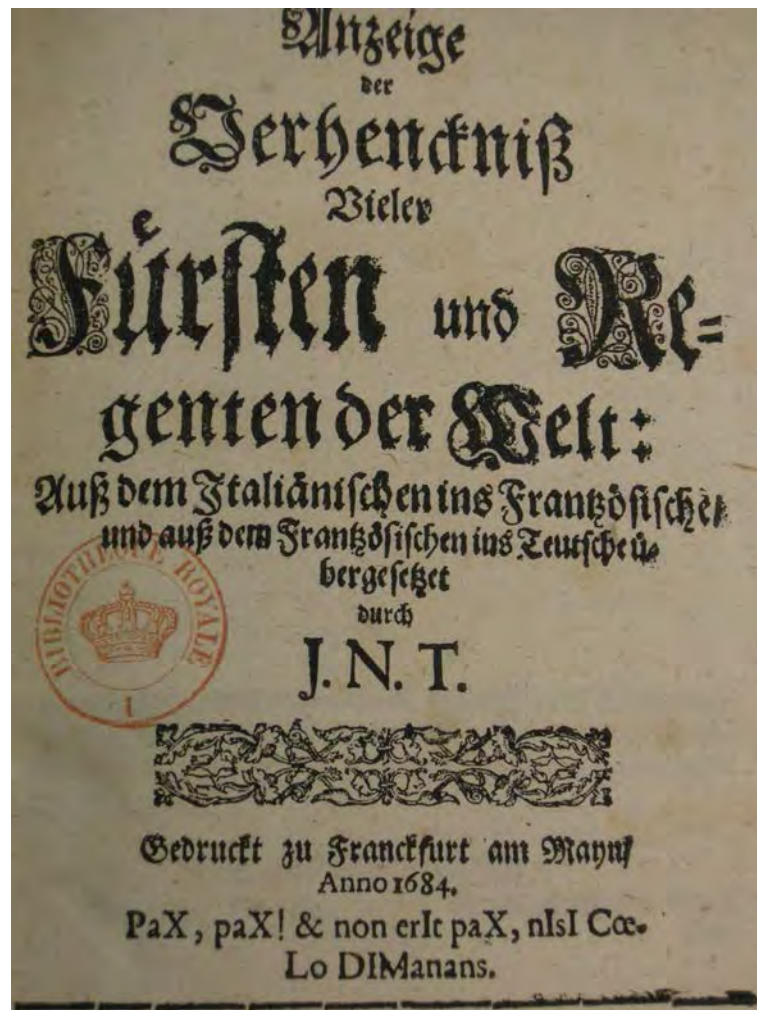 Anzeige
der
Verhenckniß
Vieler
Fuͤrsten und Re-
genten der Welt:
Auß dem Italiänischen ins Frantzösische/
und auß dem Frantzösischen ins Teutsche ü-
bergesetzet
durch
J. N. T.
BIBLIOTHEQUE ROYALE
I
Gedruckt zu Franckfurt am Mayn/
Anno 1684.
PaX, paX! & non erIt paX, nIsI Cœ-
Lo DIManans.